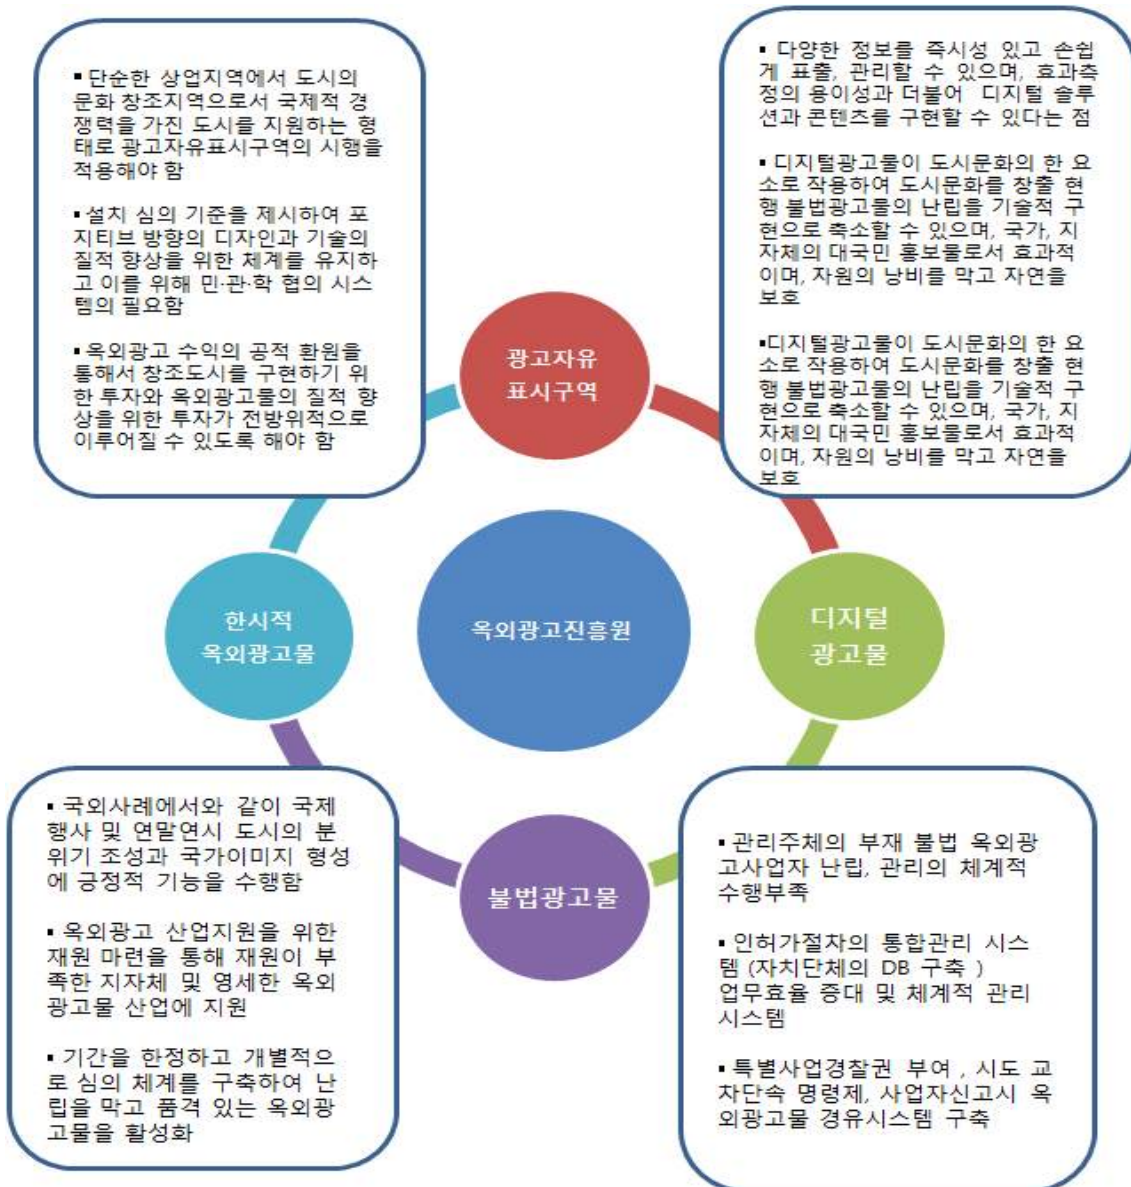 ▪ 단순한 상업지역에서 도시의
문화 창조지역으로서 국제적 경
쟁력을 가진 도시를 지원하는 형
태로 광고자유표시구역의 시행을
적용해야 함
▪ 설치 심의 기준을 제시하여 포
지티브 방향의 디자인과 기술의
질적 향상을 위한 체계를 유지하
고 이를 위해 민·관·학 협의 시스
템의 필요함
▪ 옥외광고 수익의 공적 환원을
통해서 창조도시를 구현하기 위
한 투자와 옥외광고물의 질적 향
상을 위한 투자가 전방위적으로
이루어질 수 있도록 해야 함
▪ 다양한 정보를 즉시성 있고 손쉽
게 표출, 관리할 수 있으며, 효과측
정의 용이성과 더불어 디지털 솔루
션과 콘텐츠를 구현할 수 있다는 점
▪ 디지털광고물이 도시문화의 한 요
소로 작용하여 도시문화를 창출 현
행 불법광고물의 난립을 기술적 구
현으로 축소할 수 있으며, 국가, 지
자체의 대국민 홍보물로서 효과적
이며, 자원의 낭비를 막고 자연을
보호
▪디지털광고물이 도시문화의 한 요
소로 작용하여 도시문화를 창출 현
행 불법광고물의 난립을 기술적 구
현으로 축소할 수 있으며, 국가, 지
자체의 대국민 홍보물로서 효과적
이며, 자원의 낭비를 막고 자연을
보호
광고자유
표시구역
한시적
옥외광고물
옥외광고진흥원
디지털
광고물
불법광고물
▪ 국외사례에서와 같이 국제
행사 및 연말연시 도시의 분
위기 조성과 국가이미지 형성
에 긍정적 기능을 수행함
▪ 옥외광고 산업지원을 위한
재원 마련을 통해 재원이 부
족한 지자체 및 영세한 옥외
광고물 산업에 지원
▪ 기간을 한정하고 개별적으
로 심의 체계를 구축하여 난
립을 막고 품격 있는 옥외광
고물을 활성화
▪ 관리주체의 부재 불법 옥외광
고사업자 난립, 관리의 체계적
수행부족
▪ 인허가절차의 통합관리 시스
템 (자치단체의 DB 구축 )
업무효율 증대 및 체계적 관리
시스템
▪ 특별사업경찰권 부여 , 시도 교
차단속 명령제, 사업자신고시 옥
외광고물 경유시스템 구축